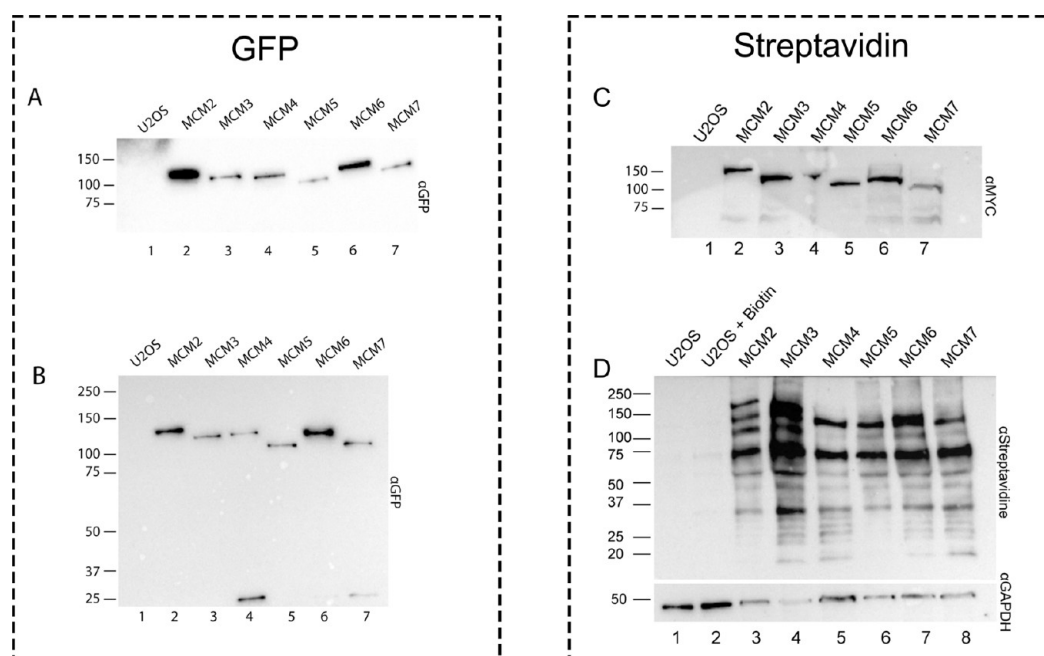 GFP
A
U2OS MCM2 MCM3 MCM4 MCM5 MCM6 MCM7
150
100
75
αGFP
1 2 3 4 5 6 7
B
U2OS MCM2 MCM3 MCM4 MCM5 MCM6 MCM7
250
150
100
75
50
37
25
αGFP
1 2 3 4 5 6 7
Streptavidin
C
U2OS MCM2 MCM3 MCM4 MCM5 MCM6 MCM7
150
100
75
αMYC
1 2 3 4 5 6 7
D
U2OS U2OS + Biotin MCM2 MCM3 MCM4 MCM5 MCM6 MCM7
250
150
100
75
50
37
25
20
αStreptavidine
50
αGAPDH
1 2 3 4 5 6 7 8